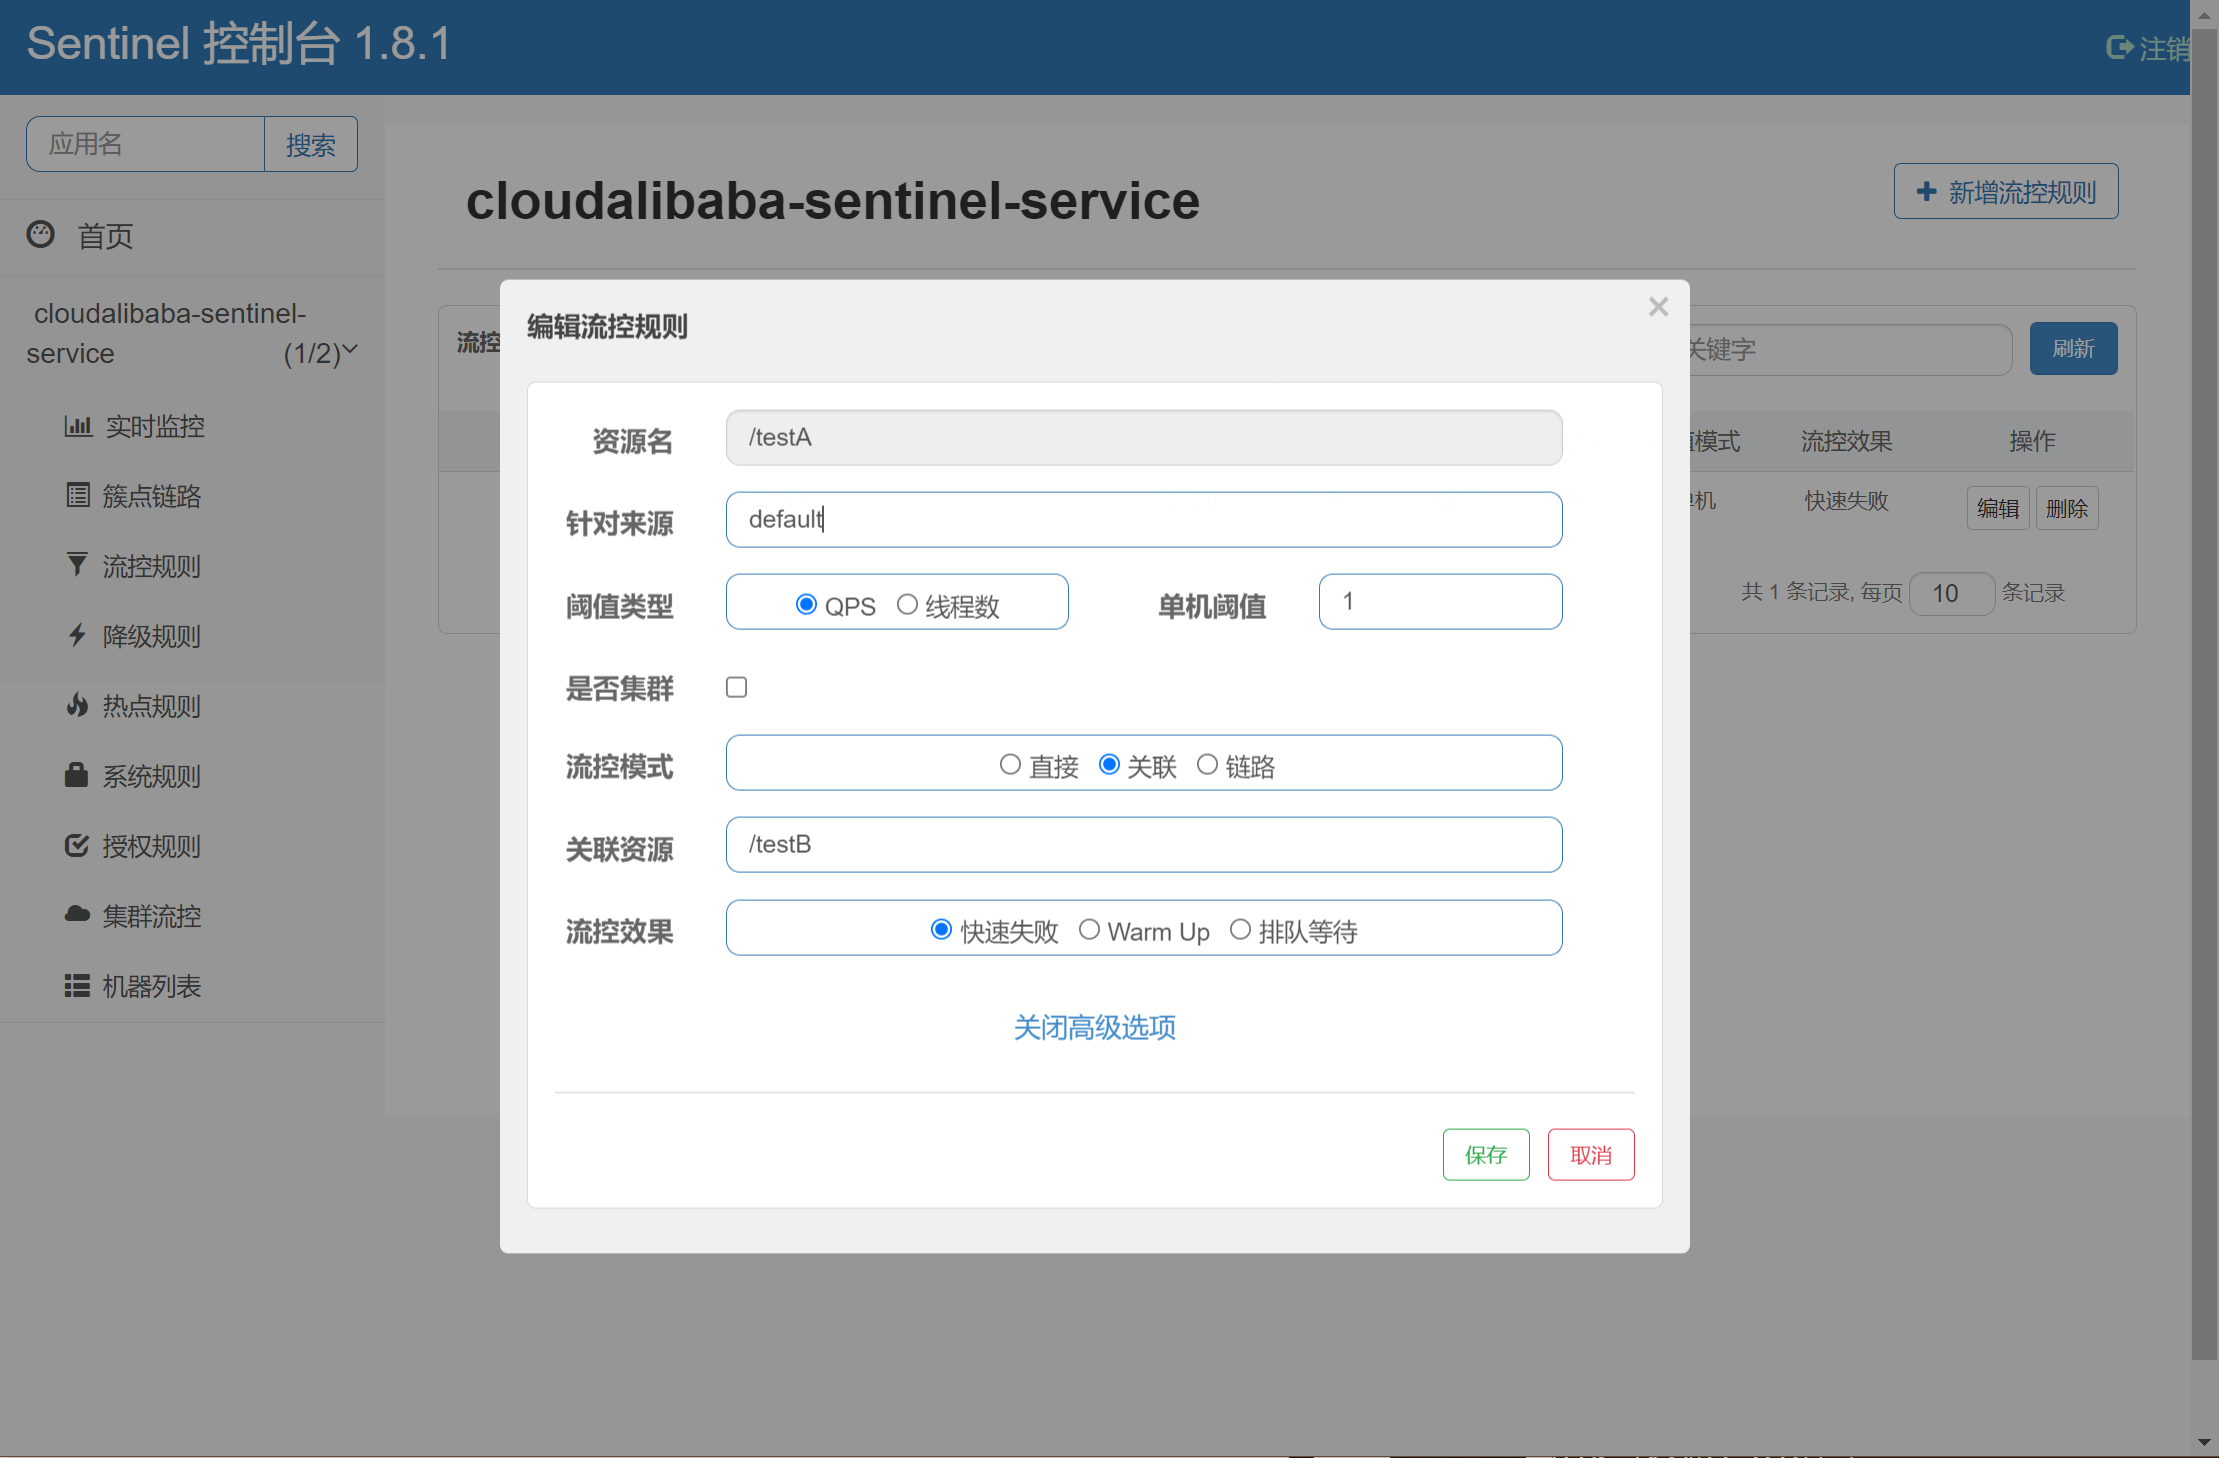 Sentinel 控制台 1.8.1
注销
应用名
搜索
首页
cloudalibaba-sentinel-
service (1/2)
实时监控
簇点链路
流控规则
降级规则
热点规则
系统规则
授权规则
集群流控
机器列表
cloudalibaba-sentinel-service
新增流控规则
流控
关键字
刷新
模式 流控效果 操作
机 快速失败 编辑 删除
共 1 条记录, 每页 10 条记录
编辑流控规则
×
资源名 /testA
针对来源 default
阈值类型 QPS 线程数 单机阈值 1
是否集群
流控模式 直接 关联 链路
关联资源 /testB
流控效果 快速失败 Warm Up 排队等待
关闭高级选项
保存 取消